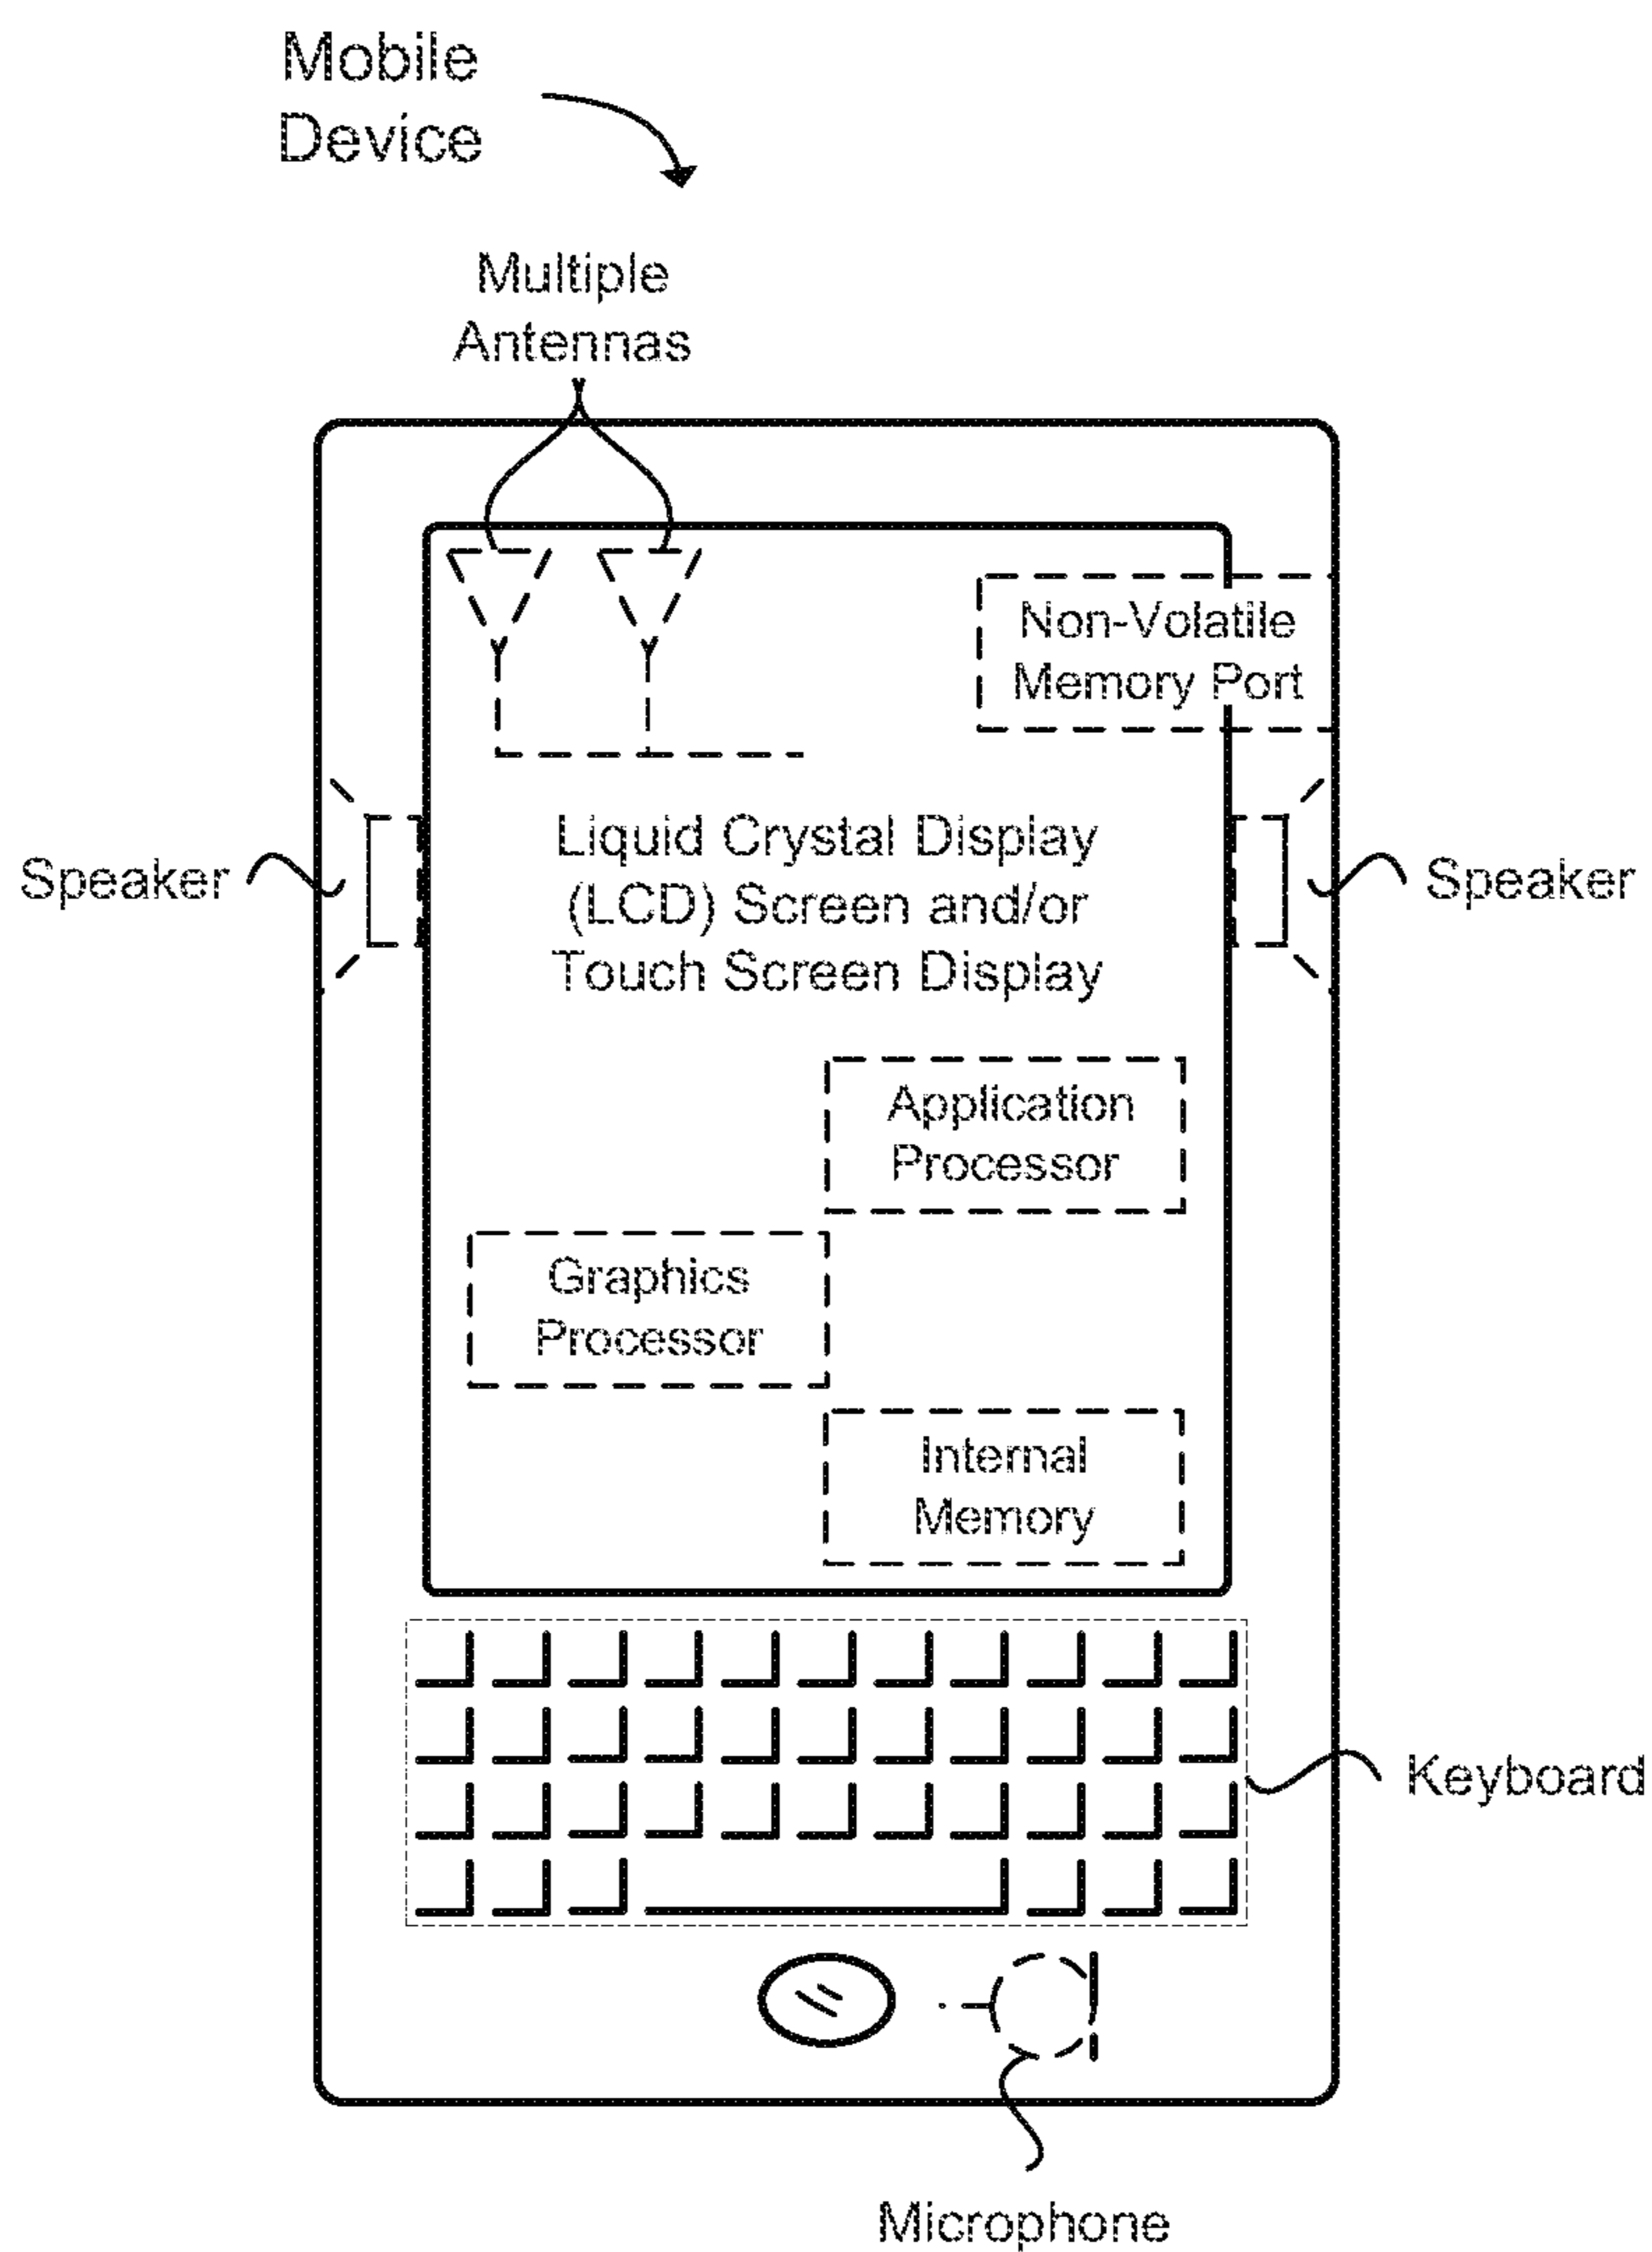 Mobile
Device
Multiple
Antennas
Non-Volatile
Memory Port
Speaker
Liquid Crystal Display
(LCD) Screen and/or
Touch Screen Display
Speaker
Application
Processor
Graphics
Processor
Internal
Memory
Keyboard
Microphone